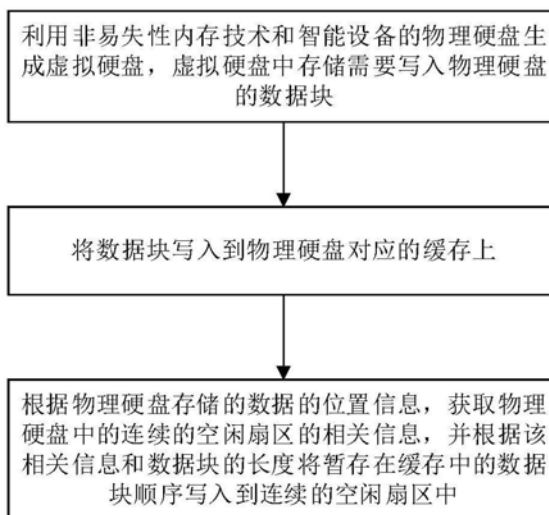 利用非易失性内存技术和智能设备的物理硬盘生
成虚拟硬盘，虚拟硬盘中存储需要写入物理硬盘
的数据块
将数据块写入到物理硬盘对应的缓存上
根据物理硬盘存储的数据的位置信息，获取物理
硬盘中的连续的空闲扇区的相关信息，并根据该
相关信息和数据块的长度将暂存在缓存中的数据
块顺序写入到连续的空闲扇区中